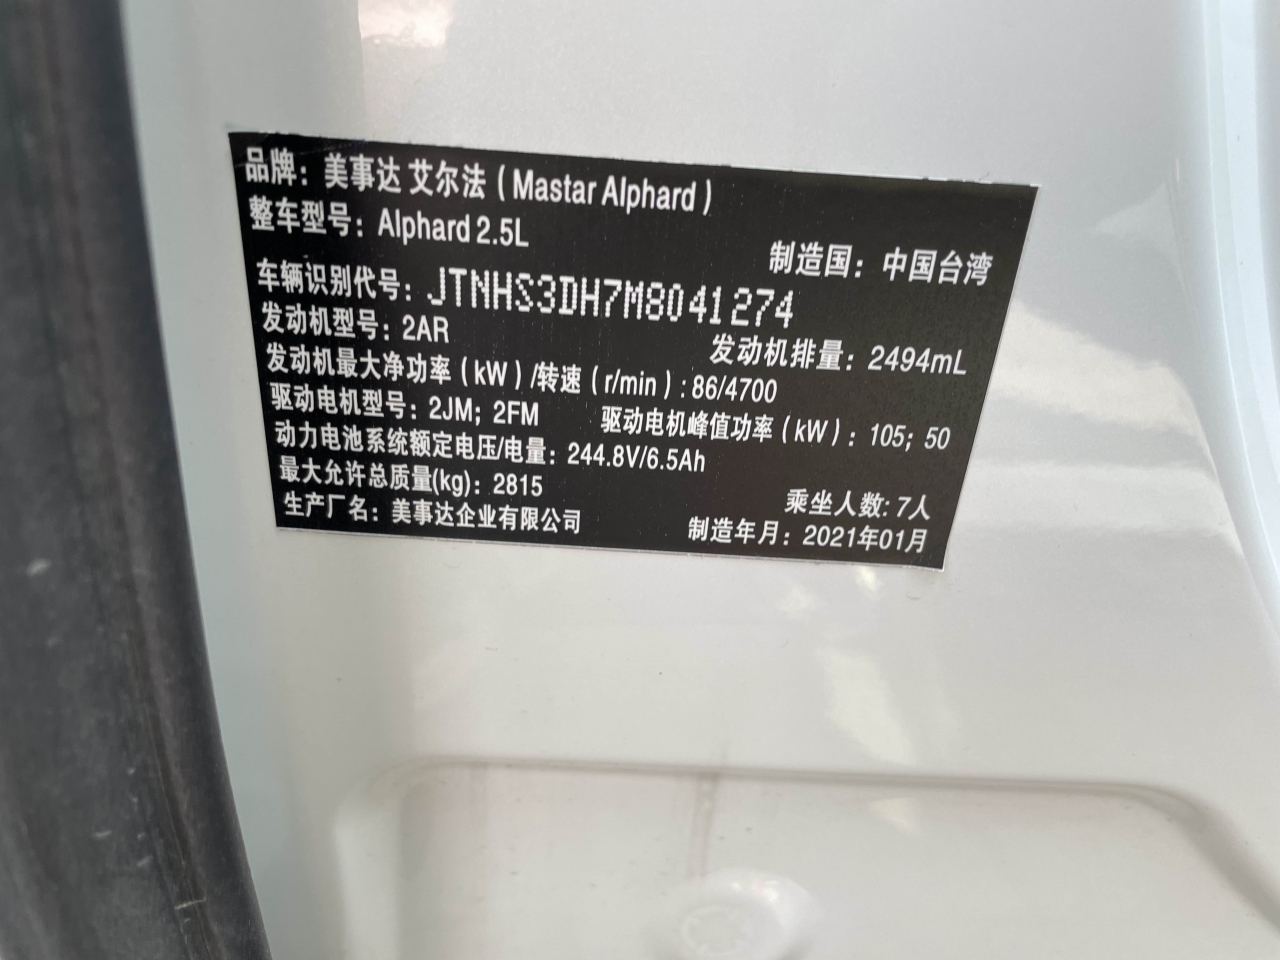 品牌：美事达 艾尔法（Mastar Alphard）
整车型号：Alphard 2.5L
制造国：中国台湾
车辆识别代号：JTNHS3DH7M8041274
发动机型号：2AR
发动机排量：2494mL
发动机最大净功率（kW）/转速（r/min）：86/4700
驱动电机型号：2JM；2FM
驱动电机峰值功率（kW）：105；50
动力电池系统额定电压/电量：244.8V/6.5Ah
最大允许总质量(kg)：2815
乘坐人数：7人
生产厂名：美事达企业有限公司
制造年月：2021年01月